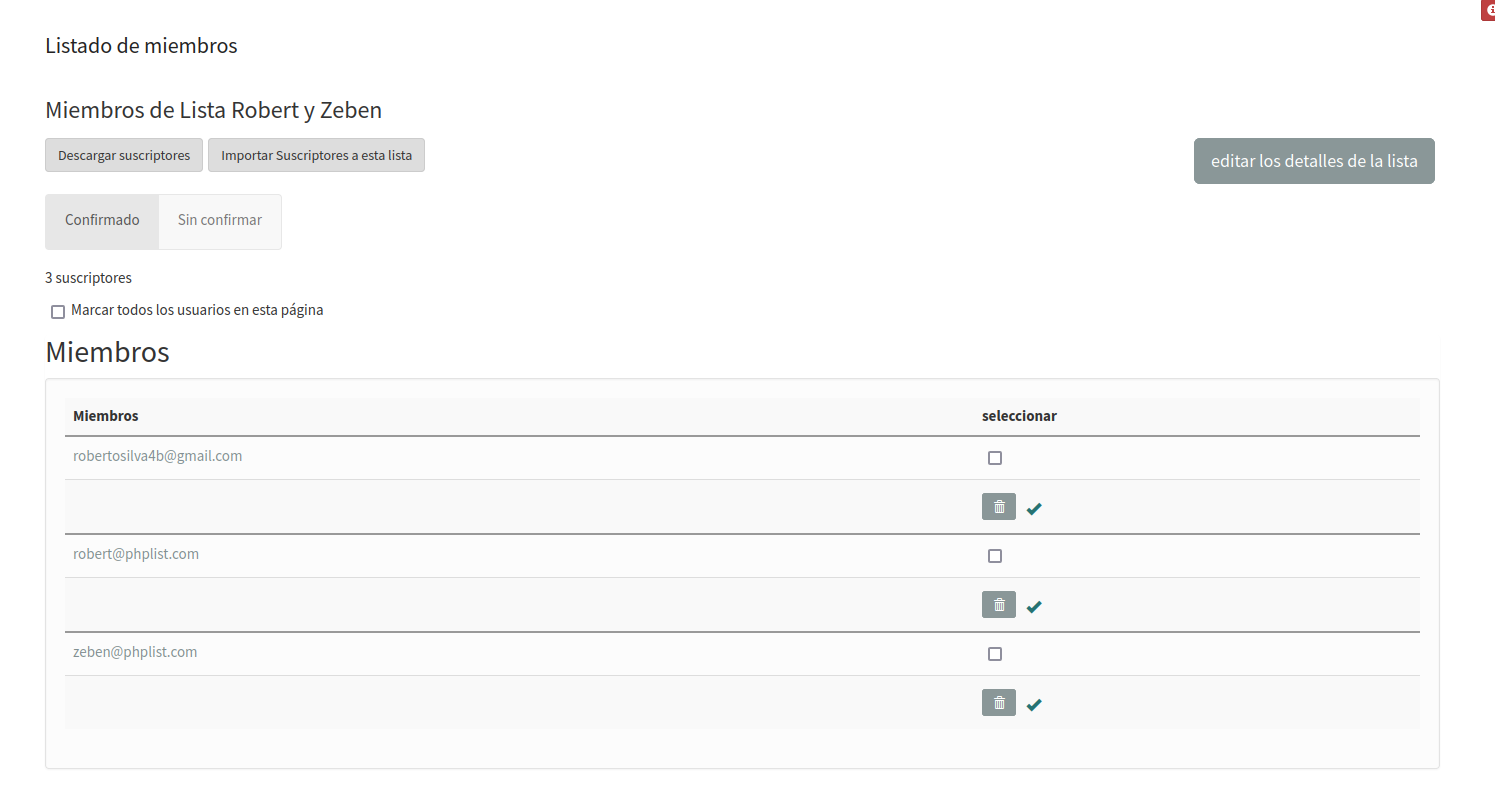 Listado de miembros
Miembros de Lista Robert y Zeben
Descargar suscriptores Importar Suscriptores a esta lista
editar los detalles de la lista
Confirmado Sin confirmar
3 suscriptores
Marcar todos los usuarios en esta página
Miembros
Miembros seleccionar
robertosilva4b@gmail.com
robert@phplist.com
zeben@phplist.com